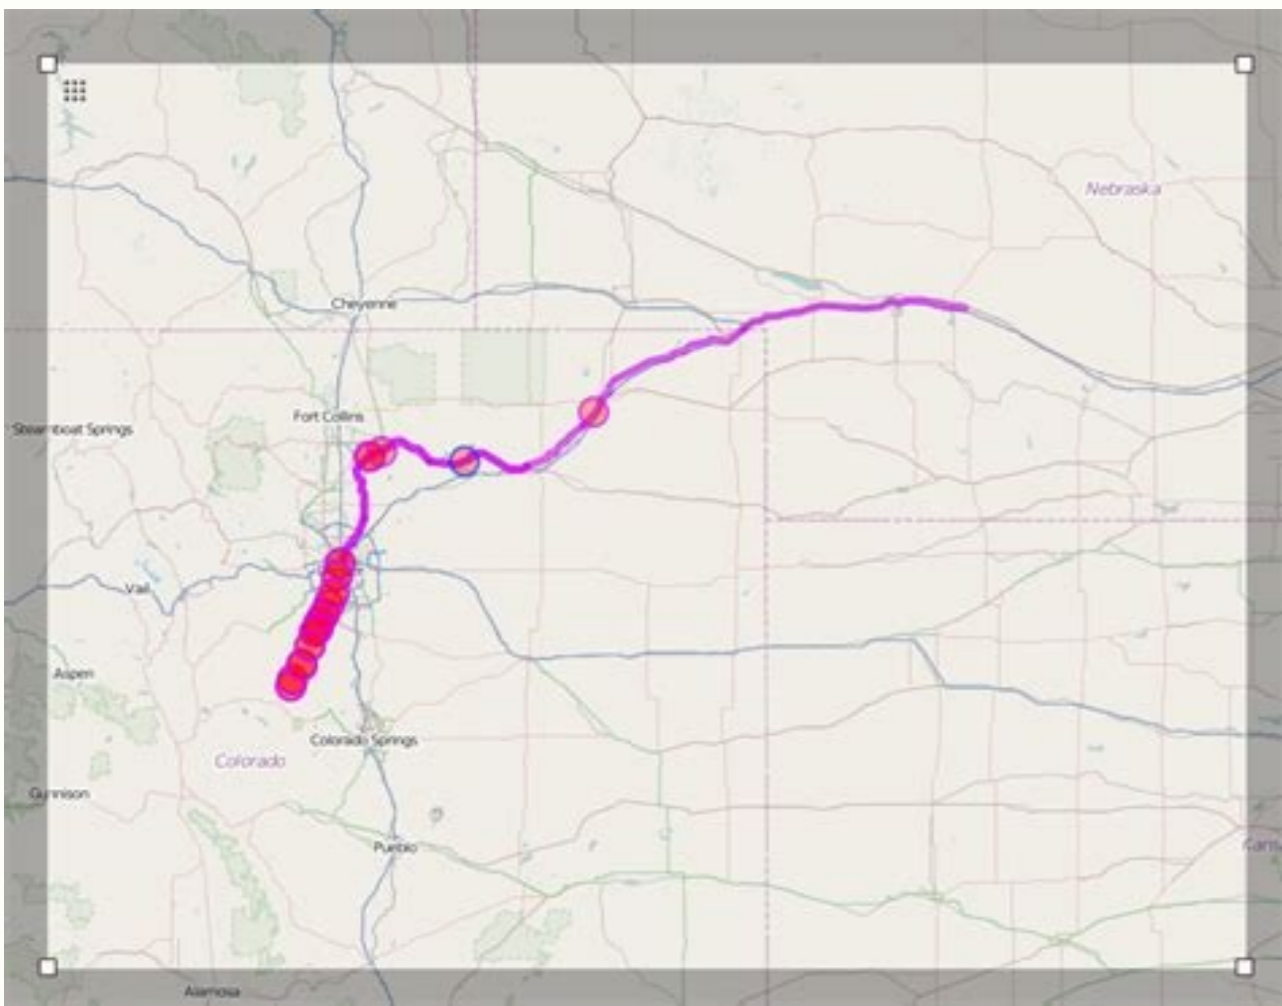 Nebraska
Cheyenne
Fort Collins
Steamboat Springs
Vail
Aspen
Colorado Springs
Colorado
Gunnison
Pueblo
Alamosa